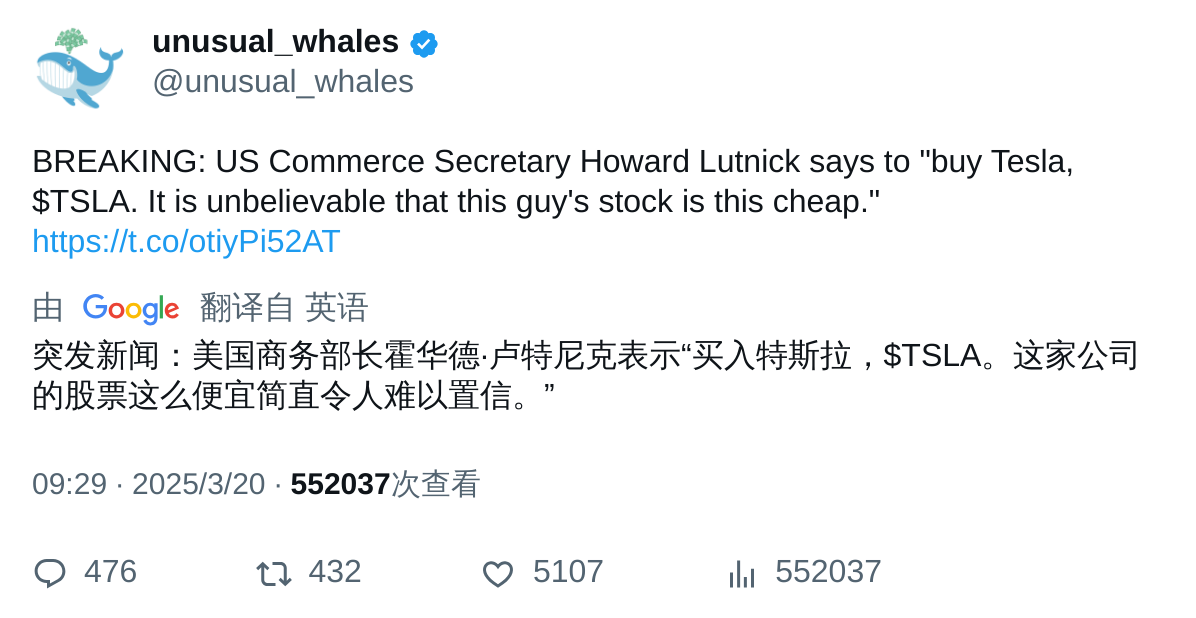 unusual_whales
@unusual_whales
BREAKING: US Commerce Secretary Howard Lutnick says to "buy Tesla,
$TSLA. It is unbelievable that this guy's stock is this cheap."
https://t.co/otiyPi52AT
由 Google 翻译自 英语
突发新闻：美国商务部长霍华德·卢特尼克表示“买入特斯拉，$TSLA。这家公司
的股票这么便宜简直令人难以置信。”
09:29 · 2025/3/20 · 552037次查看
476 432 5107 552037